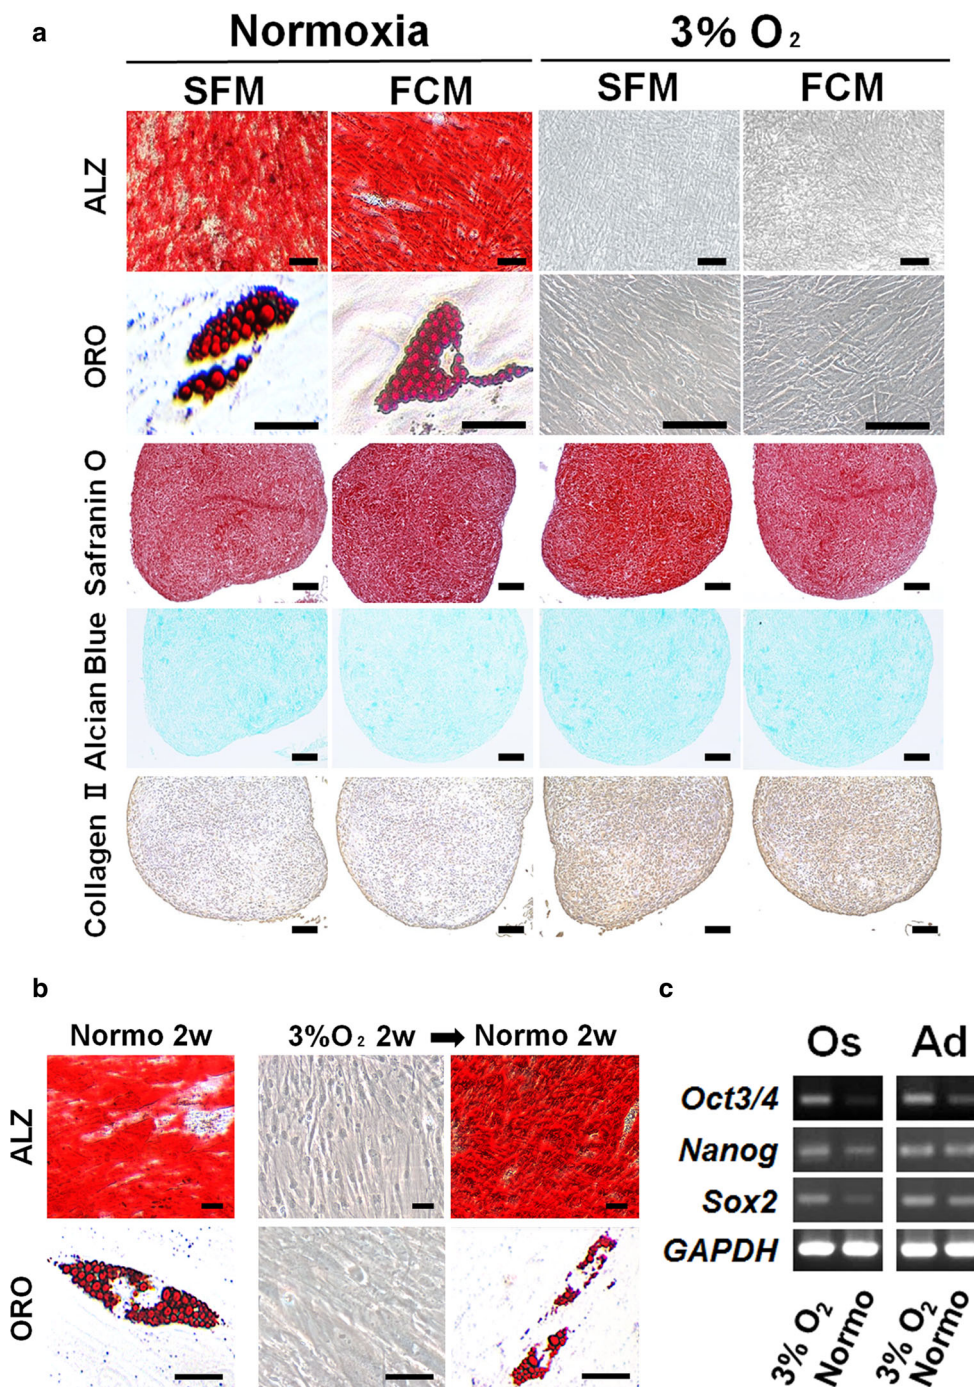 a
Normoxia
3% O₂
SFM
FCM
SFM
FCM
ALZ
ORO
Safranin O
Alcian Blue
Collagen Ⅱ
b
Normo 2w
3%O₂ 2w ➡ Normo 2w
ALZ
ORO
c
Os
Ad
Oct3/4
Nanog
Sox2
GAPDH
3% O₂
Normo
3% O₂
Normo